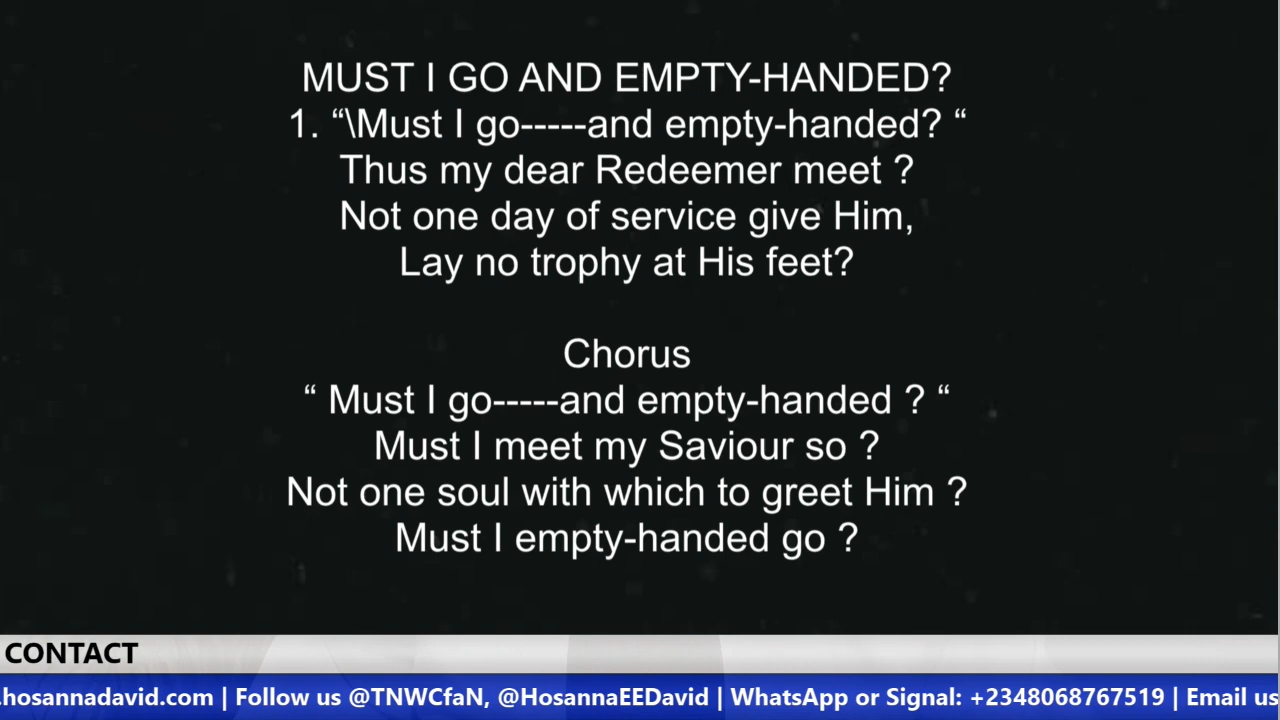 MUST I GO AND EMPTY-HANDED?
1. “\Must I go-----and empty-handed? “
Thus my dear Redeemer meet ?
Not one day of service give Him,
Lay no trophy at His feet?
Chorus
“ Must I go-----and empty-handed ? “
Must I meet my Saviour so ?
Not one soul with which to greet Him ?
Must I empty-handed go ?
CONTACT
.hosannadavid.com | Follow us @TNWCfaN, @HosannaEEDavid | WhatsApp or Signal: +2348068767519 | Email us